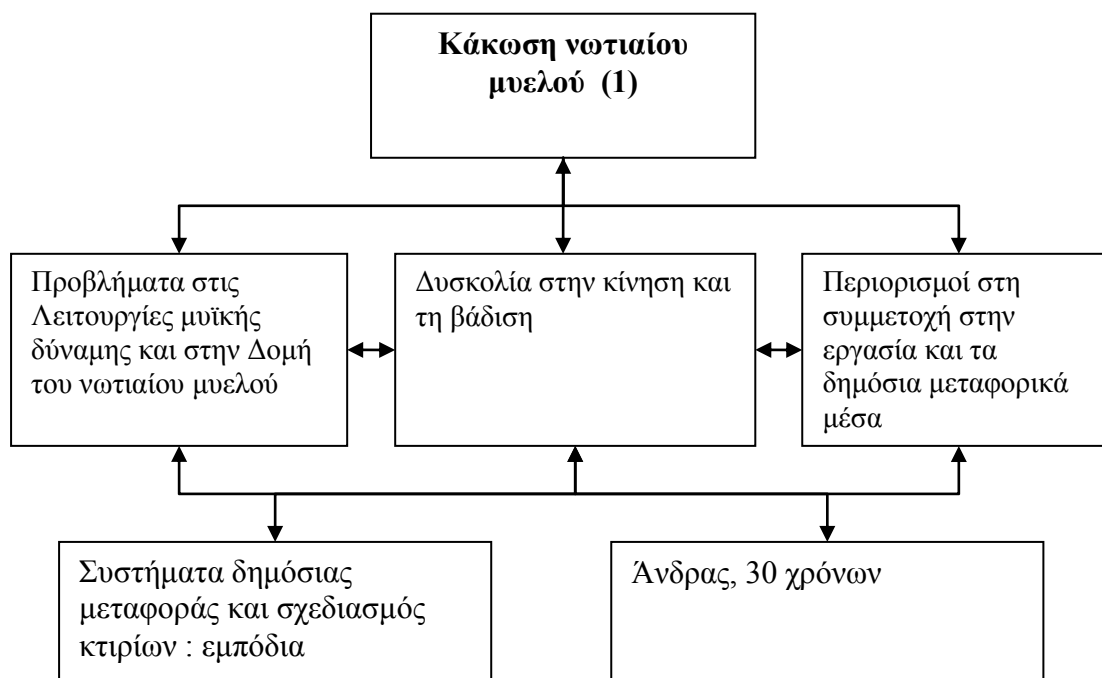 Κάκωση νωτιαίου
μυελού (1)
Προβλήματα στις
Λειτουργίες μυϊκής
δύναμης και στην Δομή
του νωτιαίου μυελού
Δυσκολία στην κίνηση και
τη βάδιση
Περιορισμοί στη
συμμετοχή στην
εργασία και τα
δημόσια μεταφορικά
μέσα
Συστήματα δημόσιας
μεταφοράς και σχεδιασμός
κτιρίων : εμπόδια
Άνδρας, 30 χρόνων